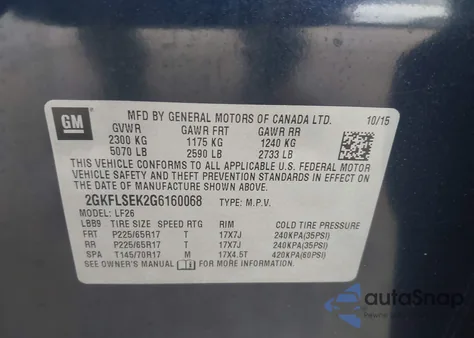 GM
MFD BY GENERAL MOTORS OF CANADA LTD. 10/15
GVWR GAWR FRT GAWR RR
2300 KG 1175 KG 1240 KG
5070 LB 2590 LB 2733 LB
THIS VEHICLE CONFORMS TO ALL APPLICABLE U.S. FEDERAL MOTOR
VEHICLE SAFETY AND THEFT PREVENTION STANDARDS IN EFFECT
ON THE DATE OF MANUFACTURE SHOWN ABOVE.
2GKFLSEK2G6160068 TYPE: M.P.V.
MODEL: LF26
LBB9 TIRE SIZE SPEED RTG RIM COLD TIRE PRESSURE
FRT P225/65R17 T 17X7J 240KPA(35PSI)
RR P225/65R17 T 17X7J 240KPA(35PSI)
SPA T145/70R17 M 17X4.5T 420KPA(60PSI)
SEE OWNER'S MANUAL FOR MORE INFORMATION.
autoSnap